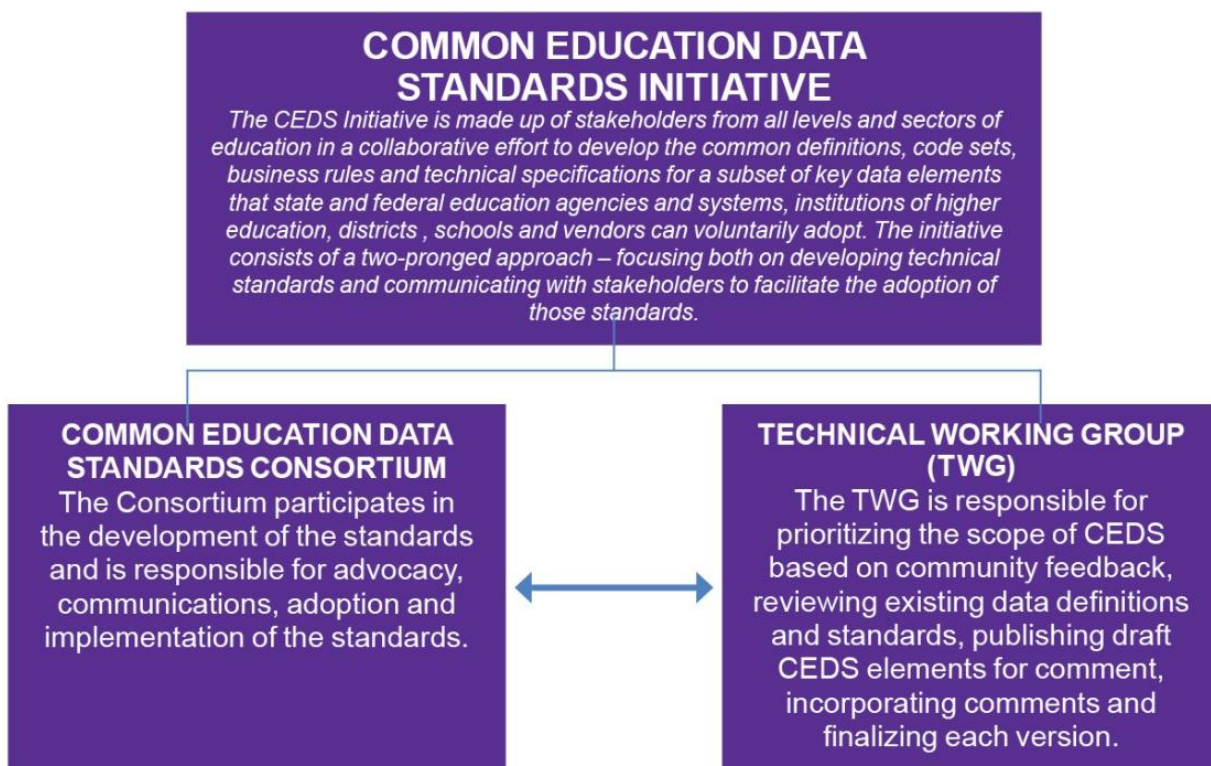 COMMON EDUCATION DATA
STANDARDS INITIATIVE
The CEDS Initiative is made up of stakeholders from all levels and sectors of
education in a collaborative effort to develop the common definitions, code sets,
business rules and technical specifications for a subset of key data elements
that state and federal education agencies and systems, institutions of higher
education, districts , schools and vendors can voluntarily adopt. The initiative
consists of a two-pronged approach – focusing both on developing technical
standards and communicating with stakeholders to facilitate the adoption of
those standards.
COMMON EDUCATION DATA
STANDARDS CONSORTIUM
The Consortium participates in
the development of the standards
and is responsible for advocacy,
communications, adoption and
implementation of the standards.
TECHNICAL WORKING GROUP
(TWG)
The TWG is responsible for
prioritizing the scope of CEDS
based on community feedback,
reviewing existing data definitions
and standards, publishing draft
CEDS elements for comment,
incorporating comments and
finalizing each version.